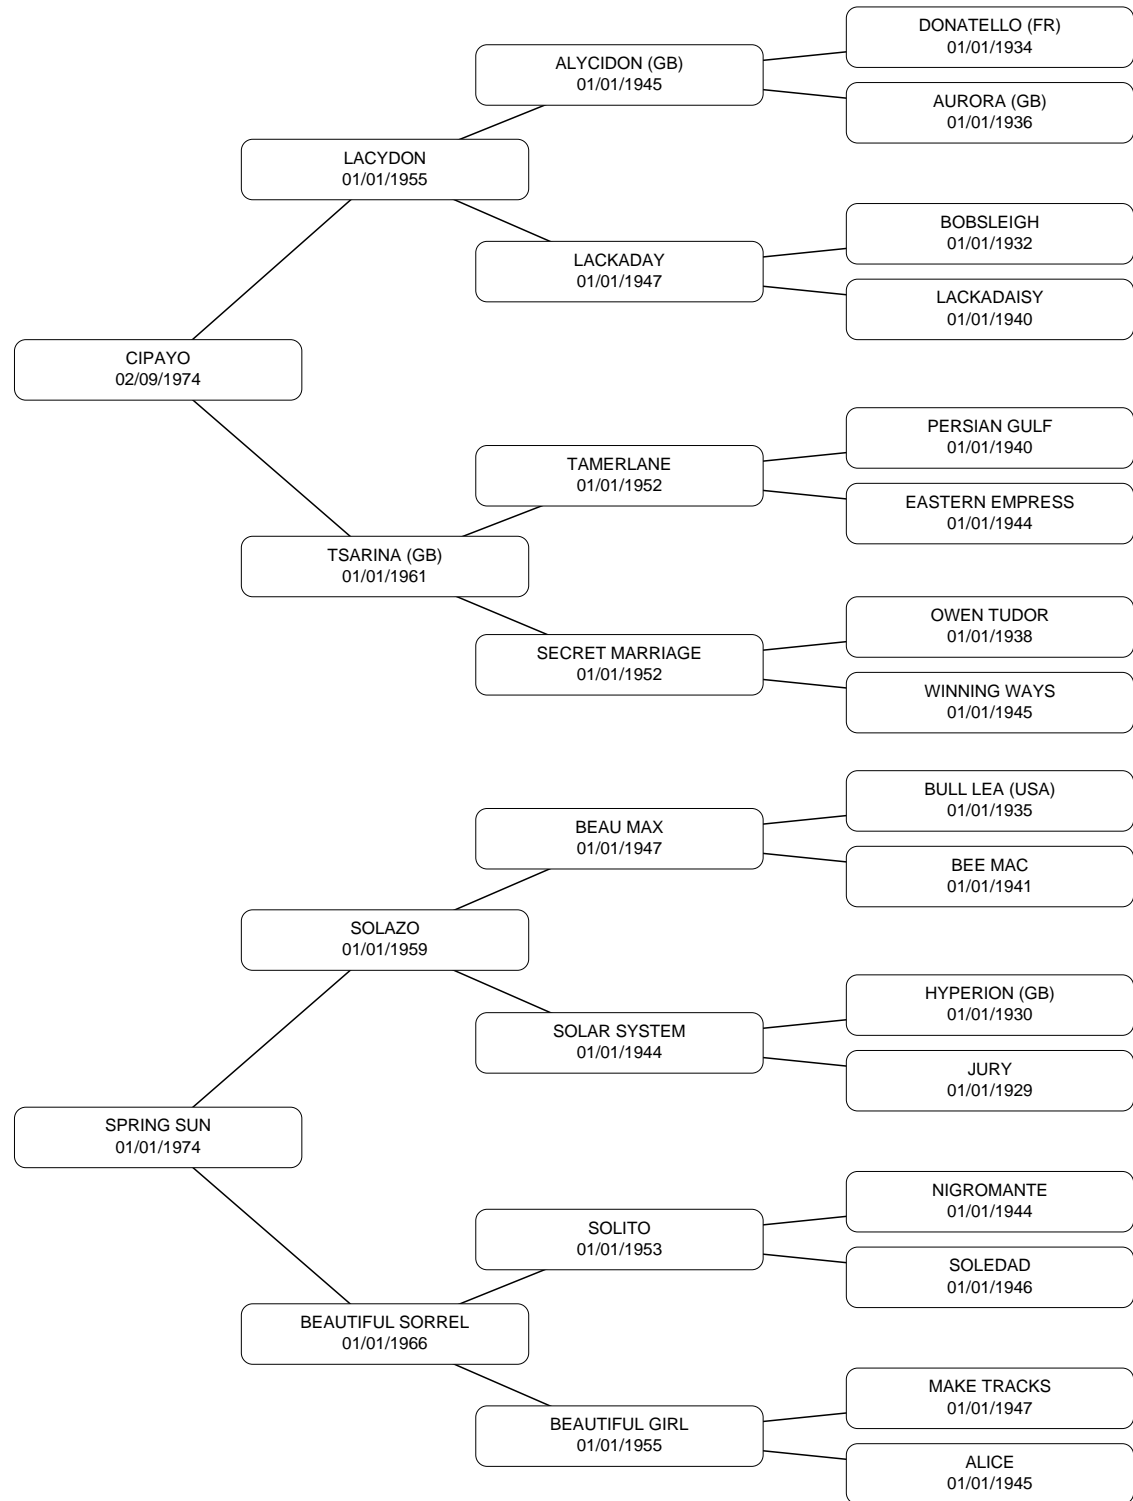 DONATELLO (FR)
01/01/1934
ALYCIDON (GB)
01/01/1945
AURORA (GB)
01/01/1936
LACYDON
01/01/1955
BOBSLEIGH
01/01/1932
LACKADAY
01/01/1947
LACKADAISY
01/01/1940
CIPAYO
02/09/1974
PERSIAN GULF
01/01/1940
TAMERLANE
01/01/1952
EASTERN EMPRESS
01/01/1944
TSARINA (GB)
01/01/1961
OWEN TUDOR
01/01/1938
SECRET MARRIAGE
01/01/1952
WINNING WAYS
01/01/1945
BULL LEA (USA)
01/01/1935
BEAU MAX
01/01/1947
BEE MAC
01/01/1941
SOLAZO
01/01/1959
HYPERION (GB)
01/01/1930
SOLAR SYSTEM
01/01/1944
JURY
01/01/1929
SPRING SUN
01/01/1974
NIGROMANTE
01/01/1944
SOLITO
01/01/1953
SOLEDAD
01/01/1946
BEAUTIFUL SORREL
01/01/1966
MAKE TRACKS
01/01/1947
BEAUTIFUL GIRL
01/01/1955
ALICE
01/01/1945